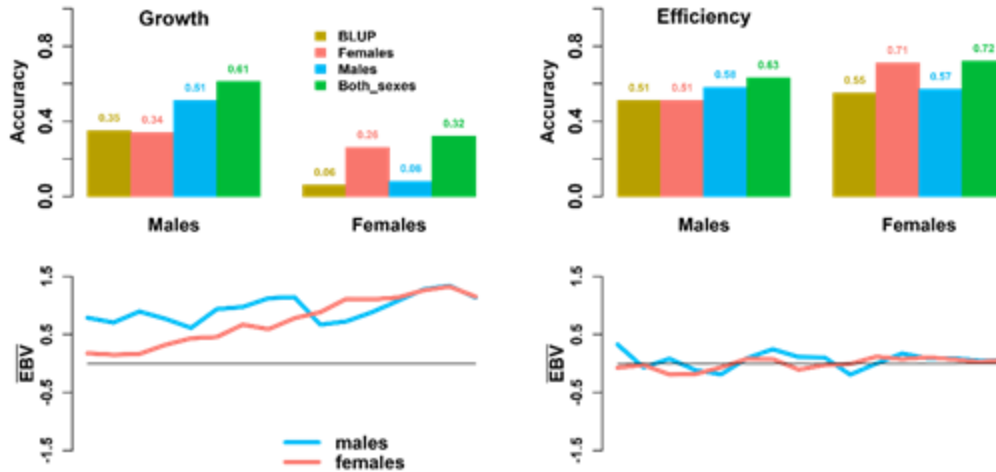 Growth
Accuracy
0.8
0.4
0.0
0.35
0.34
0.51
0.61
0.06
0.26
0.06
0.32
BLUP
Females
Males
Both_sexes
Males
Females
Efficiency
Accuracy
0.8
0.4
0.0
0.51
0.51
0.58
0.63
0.55
0.71
0.57
0.72
Males
Females
EBV
1.5
0.5
-0.5
-1.5
males
females
EBV
1.5
0.5
-0.5
-1.5